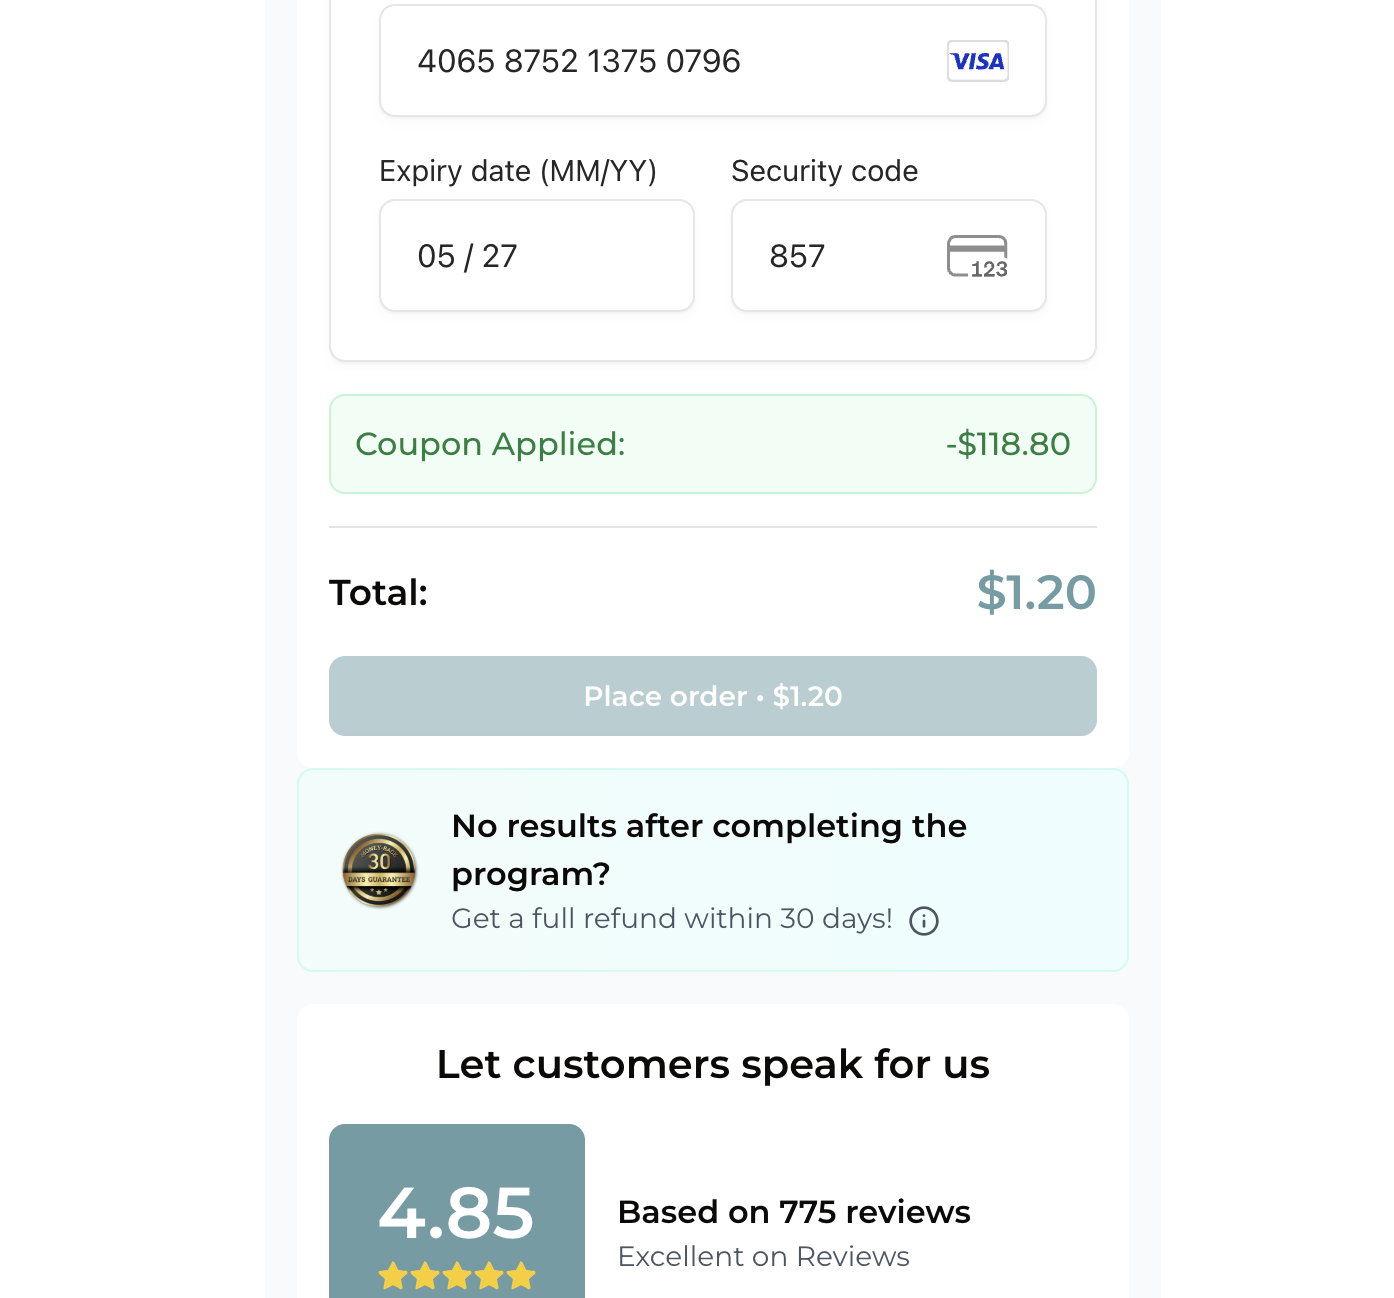 4065 8752 1375 0796
VISA
Expiry date (MM/YY)
Security code
05 / 27
857
123
Coupon Applied:
-$118.80
Total:
$1.20
Place order • $1.20
MONEY BACK
30
DAYS GUARANTEE
No results after completing the
program?
Get a full refund within 30 days!
Let customers speak for us
4.85
Based on 775 reviews
Excellent on Reviews